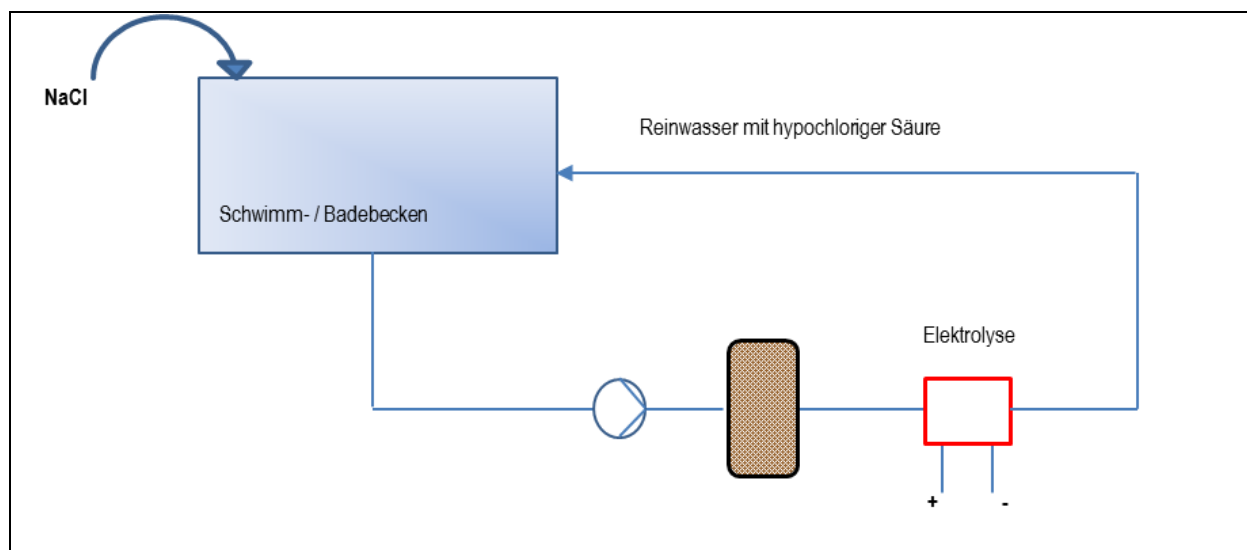 NaCl
Reinwasser mit hypochloriger Säure
Schwimm- / Badebecken
Elektrolyse
+ -